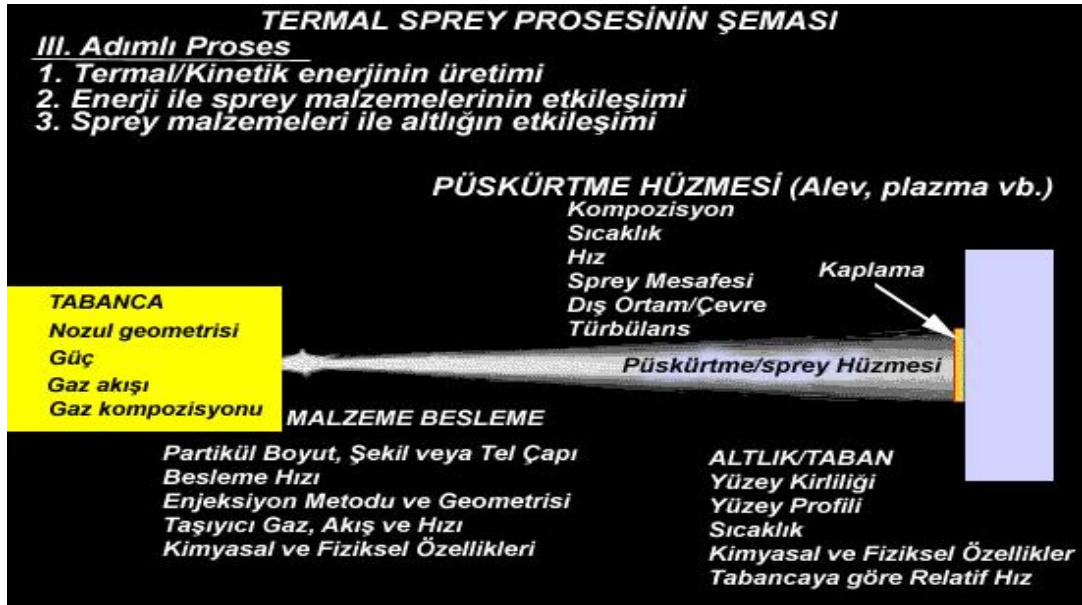 TERMAL SPREY PROSESİNİN ŞEMASI
III. Adımlı Proses
1. Termal/Kinetik enerjinin üretimi
2. Enerji ile sprey malzemelerinin etkileşimi
3. Sprey malzemeleri ile altlığın etkileşimi
PÜSKÜRTME HÜZMESİ (Alev, plazma vb.)
Kompozisyon
Sıcaklık
Hız
Sprey Mesafesi
Dış Ortam/Çevre
Türbülans
Kaplama
TABANCA
Nozul geometrisi
Güç
Gaz akışı
Gaz kompozisyonu
Püskürtme/sprey Hüzmesi
MALZEME BESLEME
Partikül Boyut, Şekil veya Tel Çapı
Besleme Hızı
Enjeksiyon Metodu ve Geometrisi
Taşıyıcı Gaz, Akış ve Hızı
Kimyasal ve Fiziksel Özellikleri
ALTLIK/TABAN
Yüzey Kirliliği
Yüzey Profili
Sıcaklık
Kimyasal ve Fiziksel Özellikler
Tabancaya göre Relatif Hız